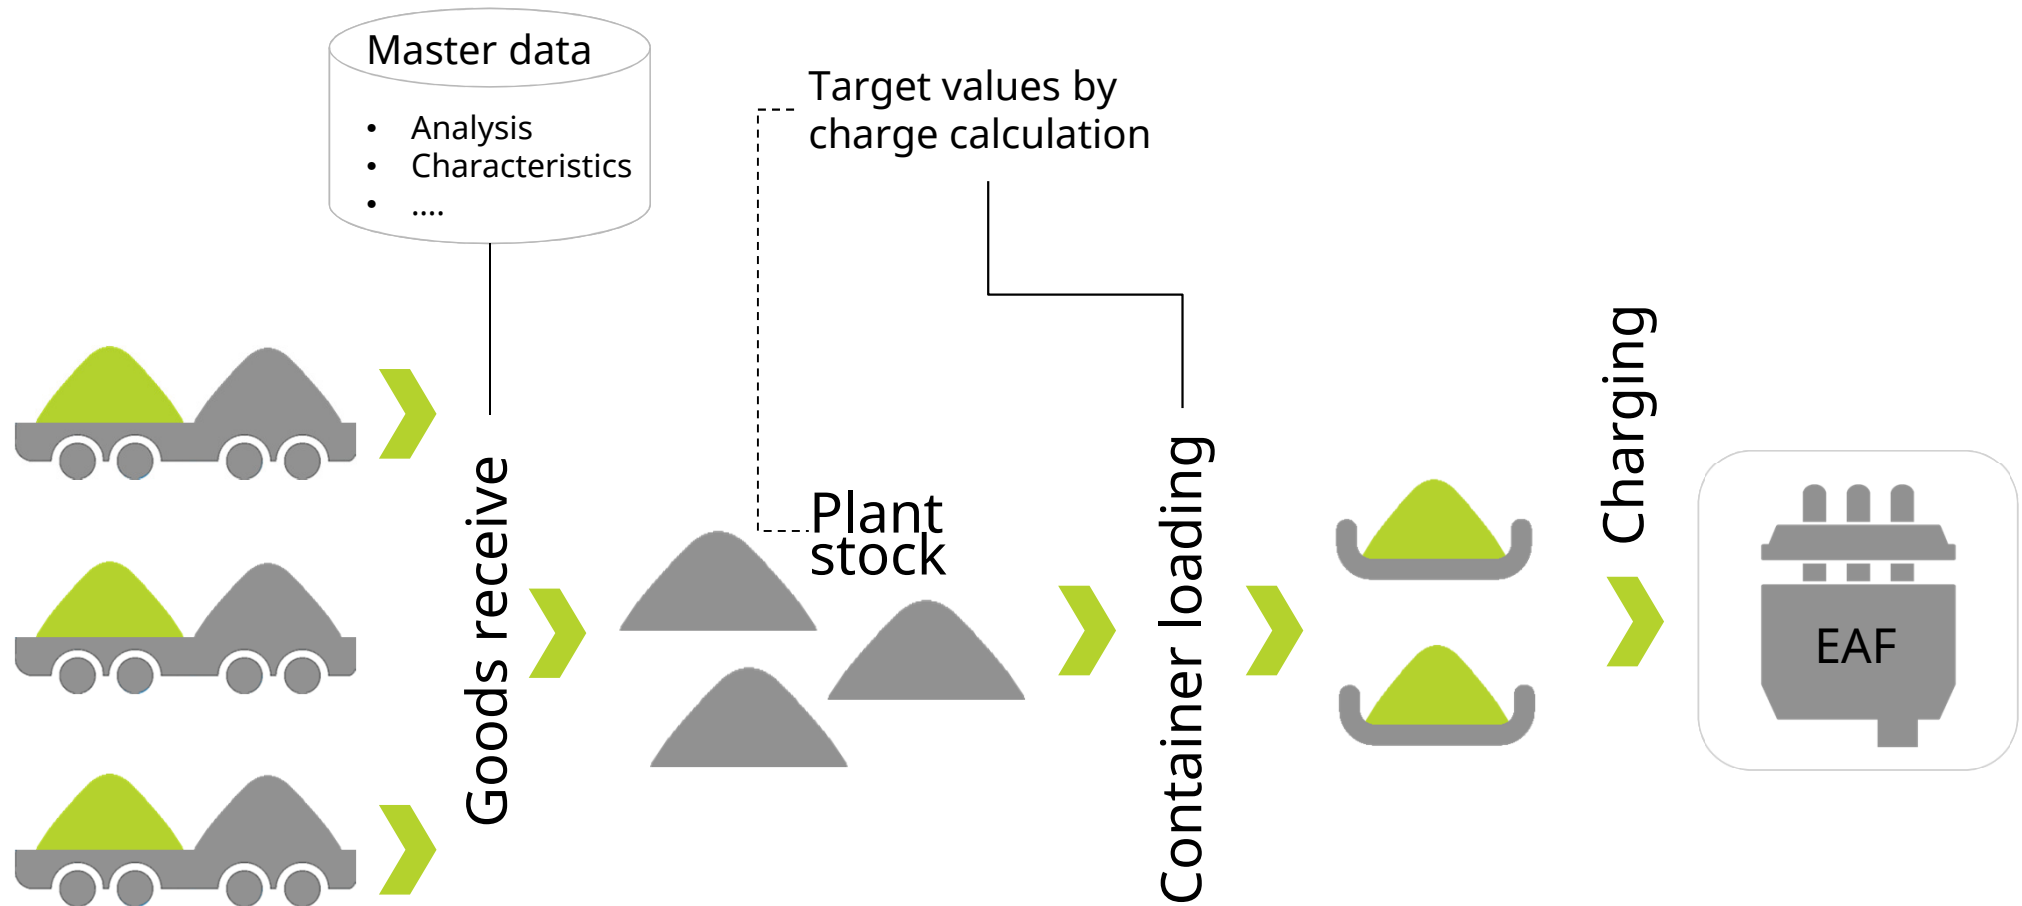 Master data
• Analysis
• Characteristics
• ....
Target values by
charge calculation
Goods receive
Plant
stock
Container loading
Charging
EAF